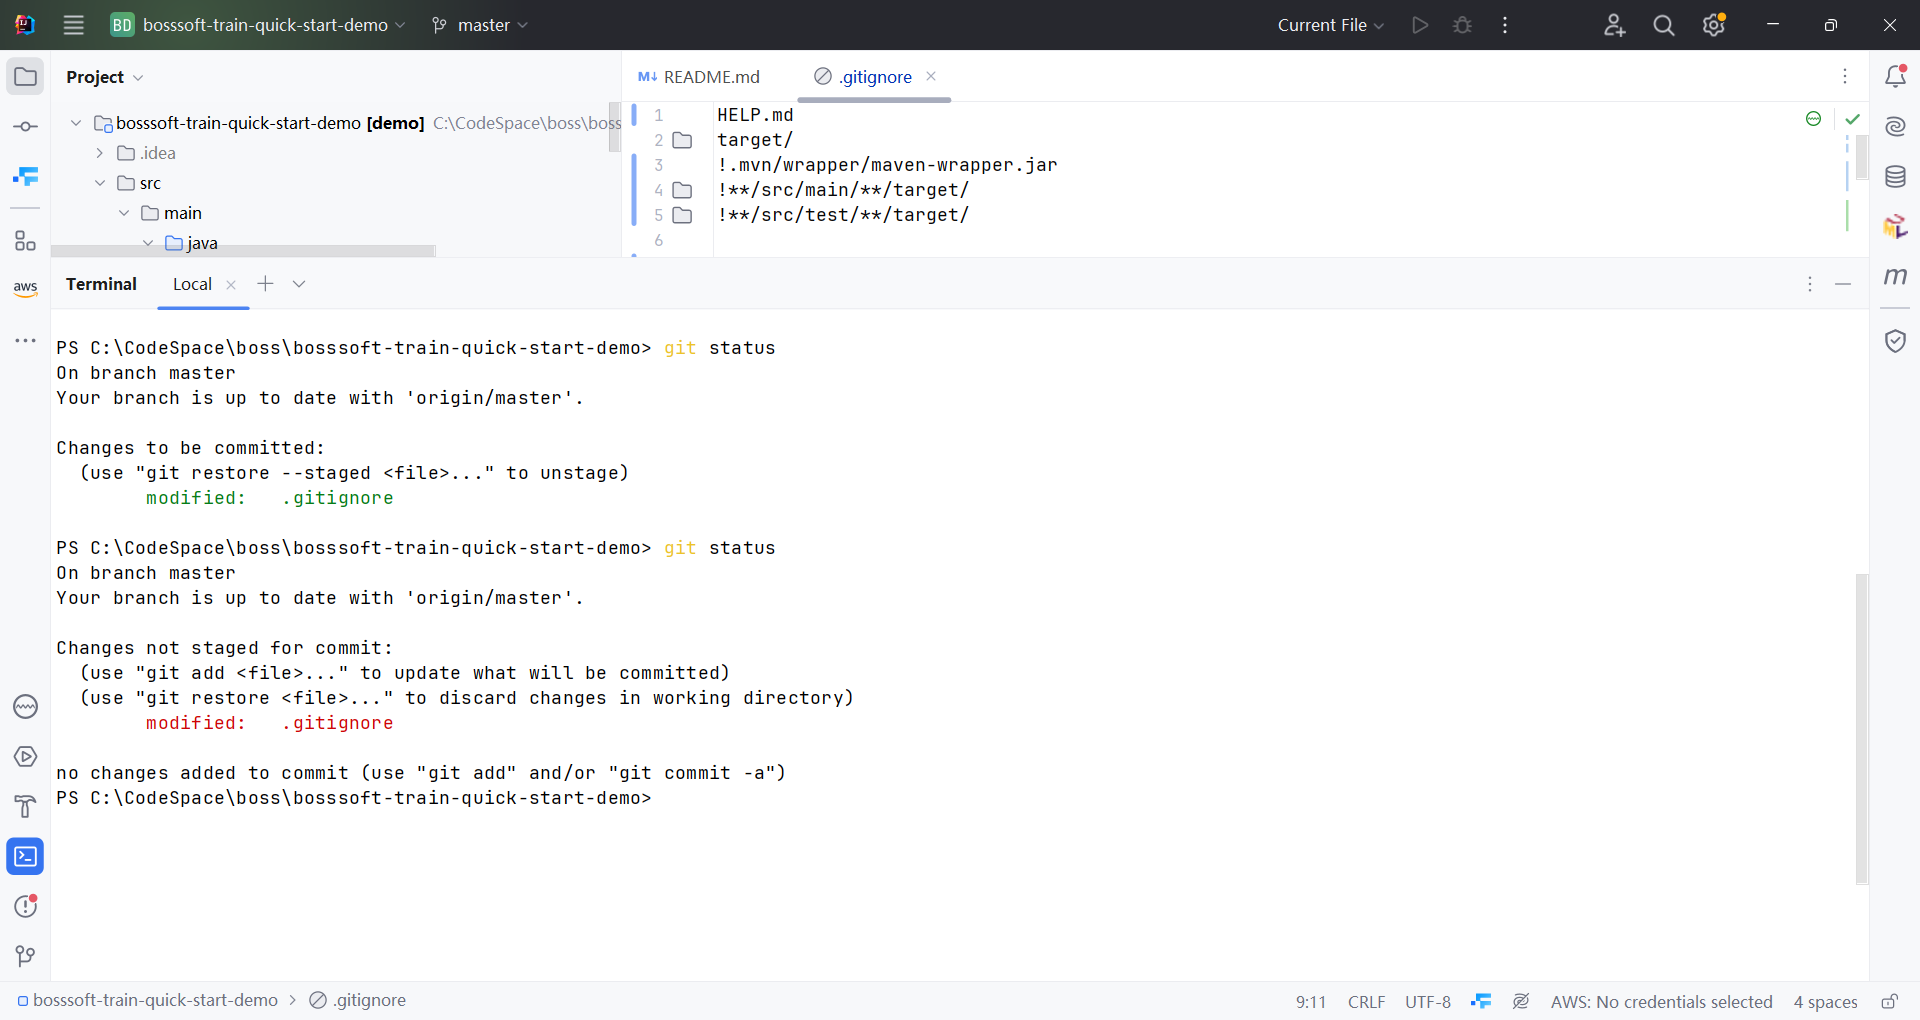 BD bosssoft-train-quick-start-demo master Current File
Project
README.md .gitignore
bosssoft-train-quick-start-demo [demo] C:\CodeSpace\boss\boss
.idea
src
main
java
1 HELP.md
2 target/
3 !.mvn/wrapper/maven-wrapper.jar
4 !**/src/main/**/target/
5 !**/src/test/**/target/
6
aws
Terminal Local
PS C:\CodeSpace\boss\bosssoft-train-quick-start-demo> git status
On branch master
Your branch is up to date with 'origin/master'.
Changes to be committed:
(use "git restore --staged <file>..." to unstage)
modified: .gitignore
PS C:\CodeSpace\boss\bosssoft-train-quick-start-demo> git status
On branch master
Your branch is up to date with 'origin/master'.
Changes not staged for commit:
(use "git add <file>..." to update what will be committed)
(use "git restore <file>..." to discard changes in working directory)
modified: .gitignore
no changes added to commit (use "git add" and/or "git commit -a")
PS C:\CodeSpace\boss\bosssoft-train-quick-start-demo>
bosssoft-train-quick-start-demo > .gitignore
9:11 CRLF UTF-8 AWS: No credentials selected 4 spaces